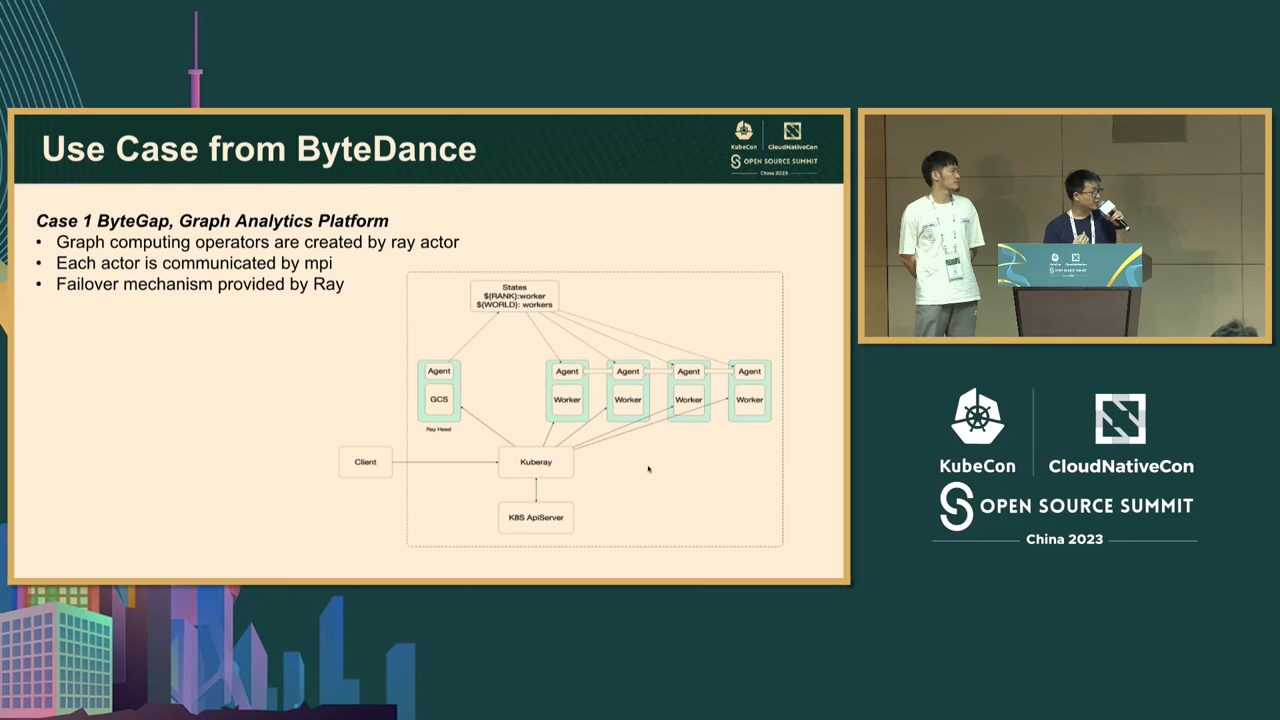 Use Case from ByteDance
KubeCon
CloudNativeCon
OPEN SOURCE SUMMIT
China 2023
Case 1 ByteGap, Graph Analytics Platform
• Graph computing operators are created by ray actor
• Each actor is communicated by mpi
• Failover mechanism provided by Ray
States
${RANK}:worker
${WORLD}: workers
Agent
GCS
Ray Head
Agent
Worker
Agent
Worker
Agent
Worker
Agent
Worker
Client
Kuberay
K8S ApiServer
KubeCon
CloudNativeCon
OPEN SOURCE SUMMIT
China 2023